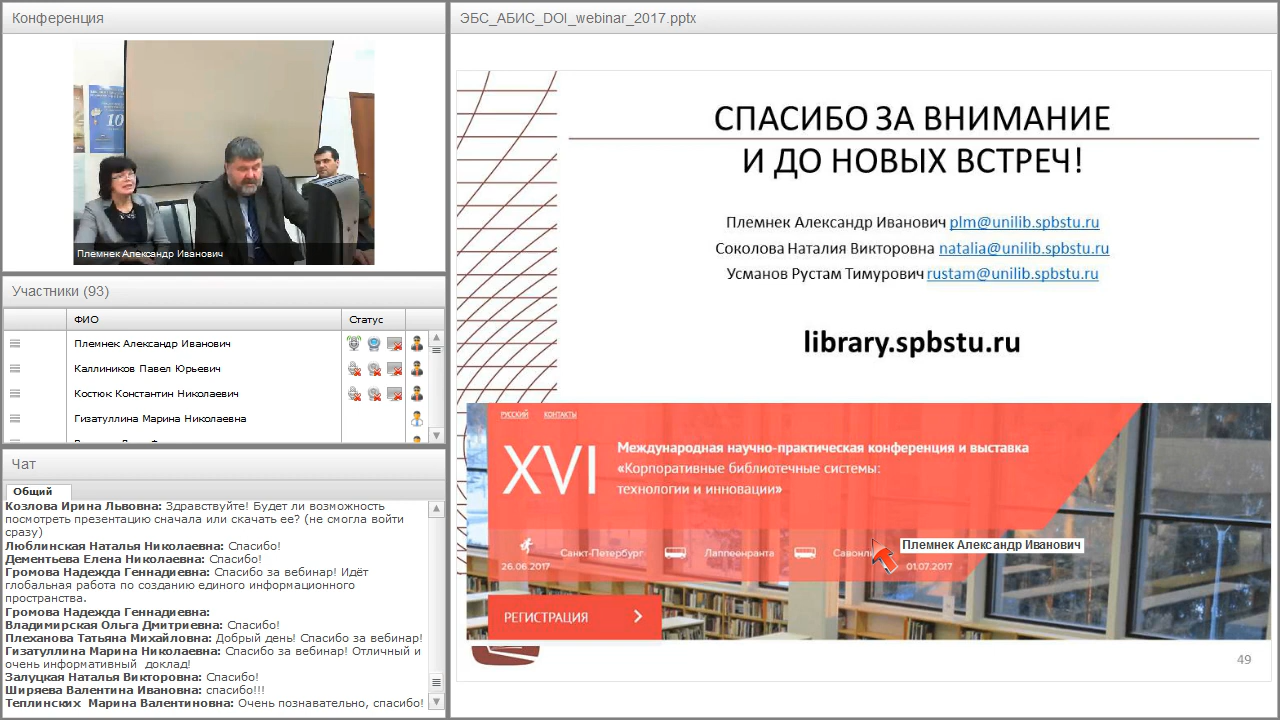 Конференция
10
Племнек Александр Иванович
Участники (93)
ФИО
Статус
Племнек Александр Иванович
Каллиников Павел Юрьевич
Костюк Константин Николаевич
Гизатуллина Марина Николаевна
Чат
Общий
Козлова Ирина Львовна: Здравствуйте! Будет ли возможность
посмотреть презентацию сначала или скачать ее? (не смогла войти
сразу)
Люблинская Наталья Николаевна: Спасибо!
Дементьева Елена Николаевна: Спасибо!
Громова Надежда Геннадиевна: Спасибо за вебинар! Идёт
глобальная работа по созданию единого информационного
пространства.
Громова Надежда Геннадиевна:
Владимирская Ольга Дмитриевна: Спасибо!
Плеханова Татьяна Михайловна: Добрый день! Спасибо за вебинар!
Гизатуллина Марина Николаевна: Спасибо за вебинар! Отличный и
очень информативный доклад!
Залуцкая Наталья Викторовна: Спасибо!
Ширяева Валентина Ивановна: спасибо!!!
Теплинских Марина Валентиновна: Очень познавательно, спасибо!
ЭБС_АБИС_DOI_webinar_2017.pptx
СПАСИБО ЗА ВНИМАНИЕ
И ДО НОВЫХ ВСТРЕЧ!
Племнек Александр Иванович plm@unilib.spbstu.ru
Соколова Наталия Викторовна natalia@unilib.spbstu.ru
Усманов Рустам Тимурович rustam@unilib.spbstu.ru
library.spbstu.ru
РУССКИЙ КОНТАКТЫ
XVI
Международная научно-практическая конференция и выставка
«Корпоративные библиотечные системы:
технологии и инновации»
Санкт-Петербург Лаппеенранта
Племнек Александр Иванович
26.06.2017 01.07.2017
РЕГИСТРАЦИЯ
49